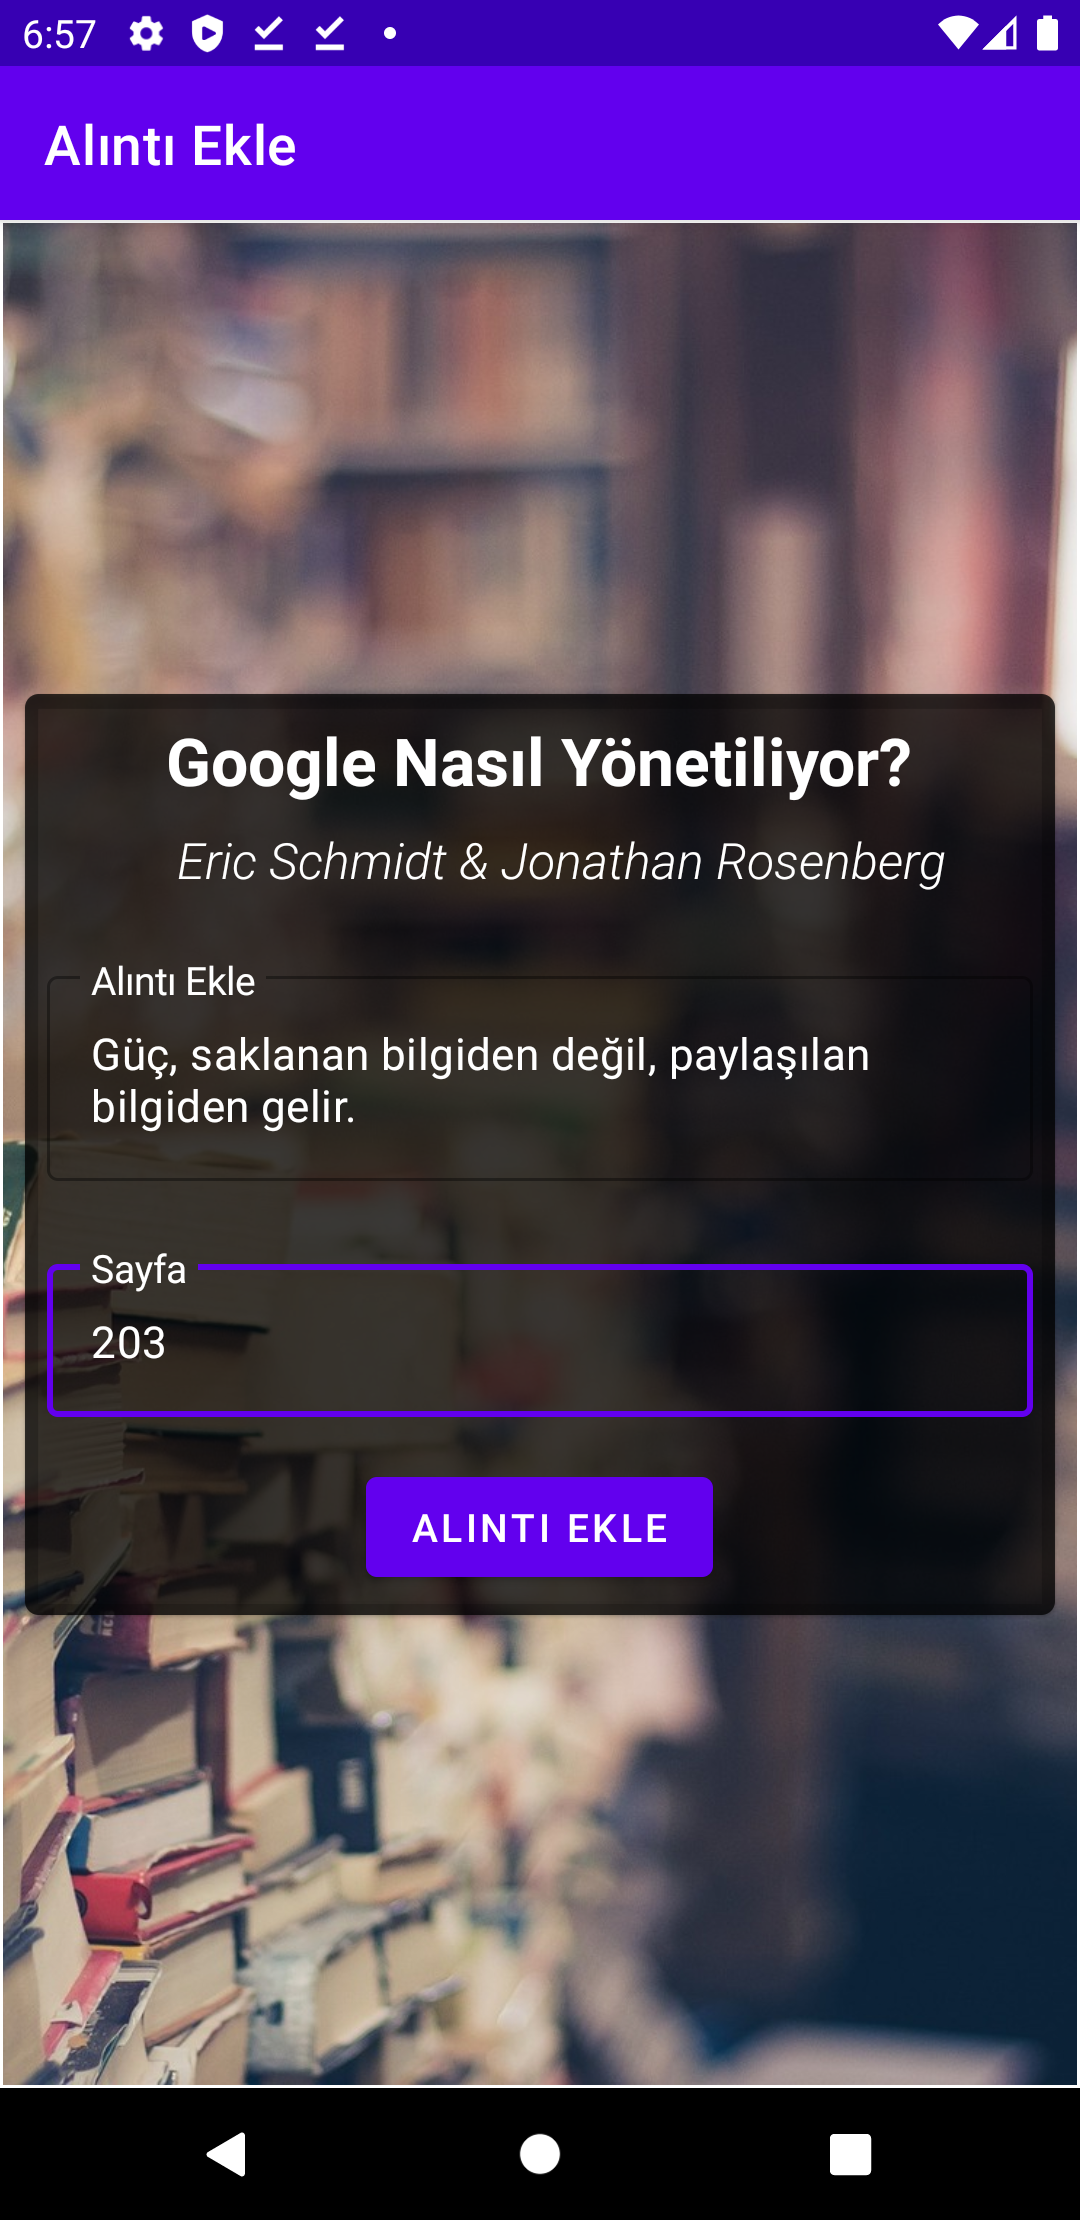 6:57
Alıntı Ekle
Google Nasıl Yönetiliyor?
Eric Schmidt & Jonathan Rosenberg
Alıntı Ekle
Güç, saklanan bilgiden değil, paylaşılan
bilgiden gelir.
Sayfa
203
ALINTI EKLE